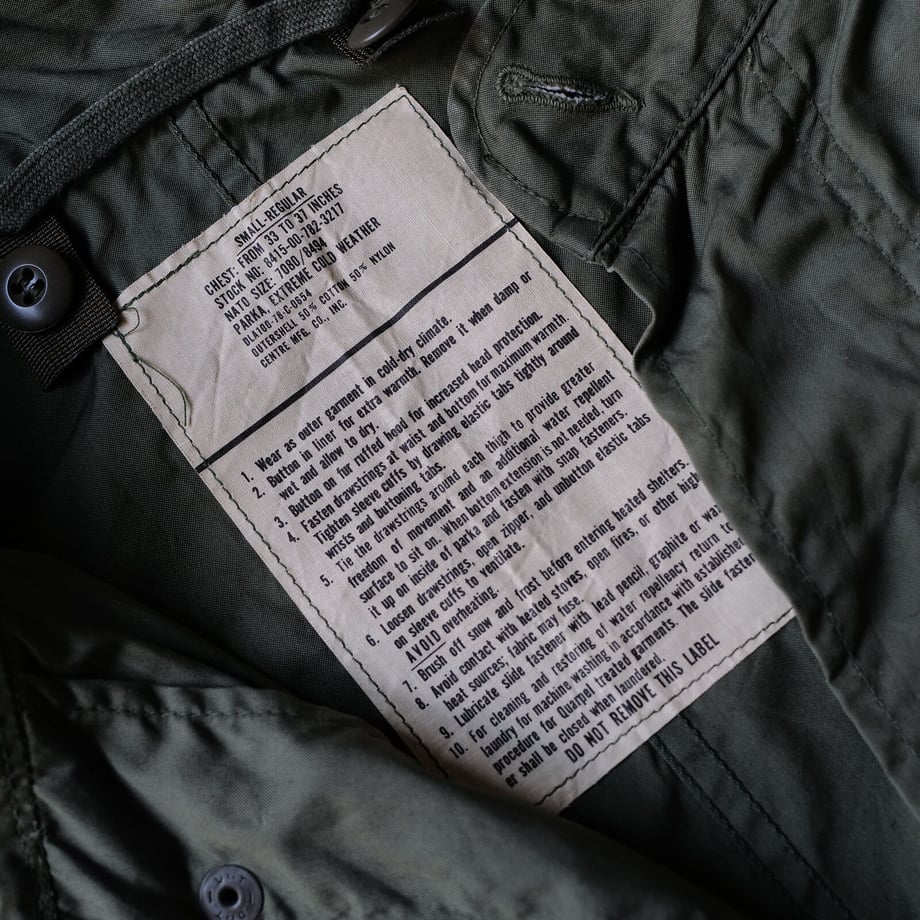 SMALL-REGULAR
CHEST: FROM 33 TO 37 INCHES
STOCK NO: 8415-00-782-3217
NATO SIZE: 7080/8494
PARKA, EXTREME COLD WEATHER
DLA100-78-C-0654
OUTERSHELL 50% COTTON 50% NYLON
CENTRE MFG. CO., INC.
1. Wear as outer garment in cold-dry climate.
2. Button in liner for extra warmth. Remove it when damp or
wet and allow to dry.
3. Button on fur ruffed hood for increased head protection.
4. Fasten drawstrings at waist and bottom for maximum warmth.
Tighten sleeve cuffs by drawing elastic tabs tightly around
wrists and buttoning tabs.
5. Tie the drawstrings around each thigh to provide greater
freedom of movement and an additional water repellent
surface to sit on. When bottom extension is not needed, turn
it up on inside of parka and fasten with snap fasteners.
6. Loosen drawstrings, open zipper, and unbutton elastic tabs
on sleeve cuffs to ventilate.
AVOID overheating.
7. Brush off snow and frost before entering heated shelters.
8. Avoid contact with heated stoves, open fires, or other high
heat sources, fabric may fuse.
9. Lubricate slide fastener with lead pencil, graphite or wax
10. For cleaning and restoring of water repellency return to
laundry for machine washing in accordance with established
procedure for Quarpel treated garments. The slide fasten
er shall be closed when laundered.
DO NOT REMOVE THIS LABEL